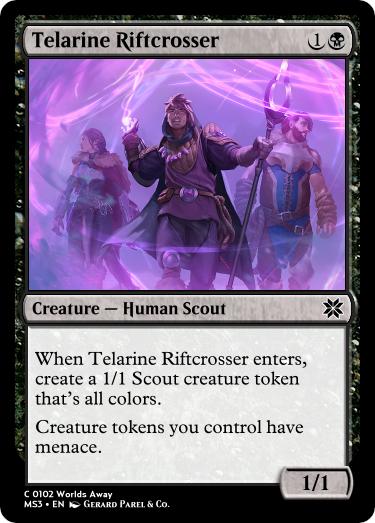 Telarine Riftcrosser 1
Creature — Human Scout
When Telarine Riftcrosser enters,
create a 1/1 Scout creature token
that's all colors.
Creature tokens you control have
menace.
1/1
C 0102 Worlds Away
MS3 • EN Gerard Parel & Co.